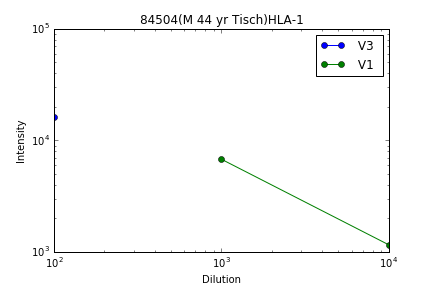 84504(M 44 yr Tisch)HLA-1
10^5
10^4
10^3
Intensity
V3
V1
10^2
10^3
10^4
Dilution